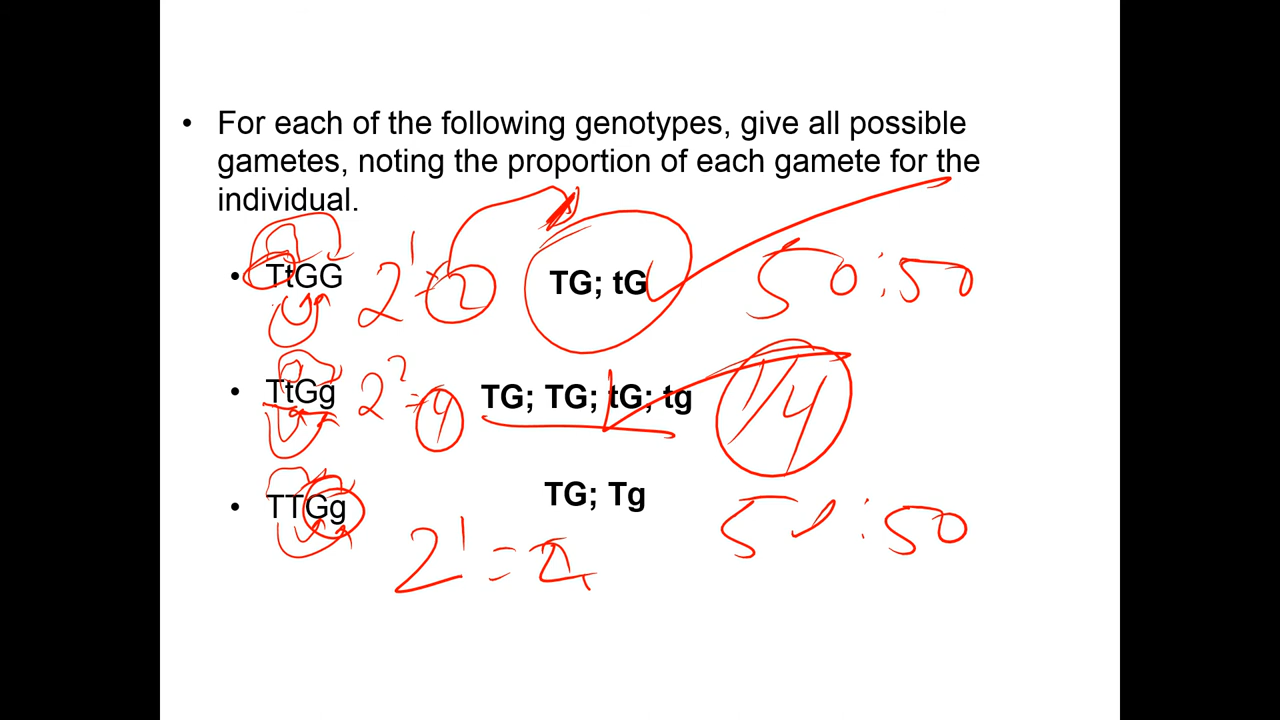 • For each of the following genotypes, give all possible
gametes, noting the proportion of each gamete for the
individual.
• TtGG 2¹ = 2 TG; tG 50:50
• TtGg 2² = 4 TG; TG; tG; tg 1/4
• TTGg TG; Tg 50:50
2¹ = 2